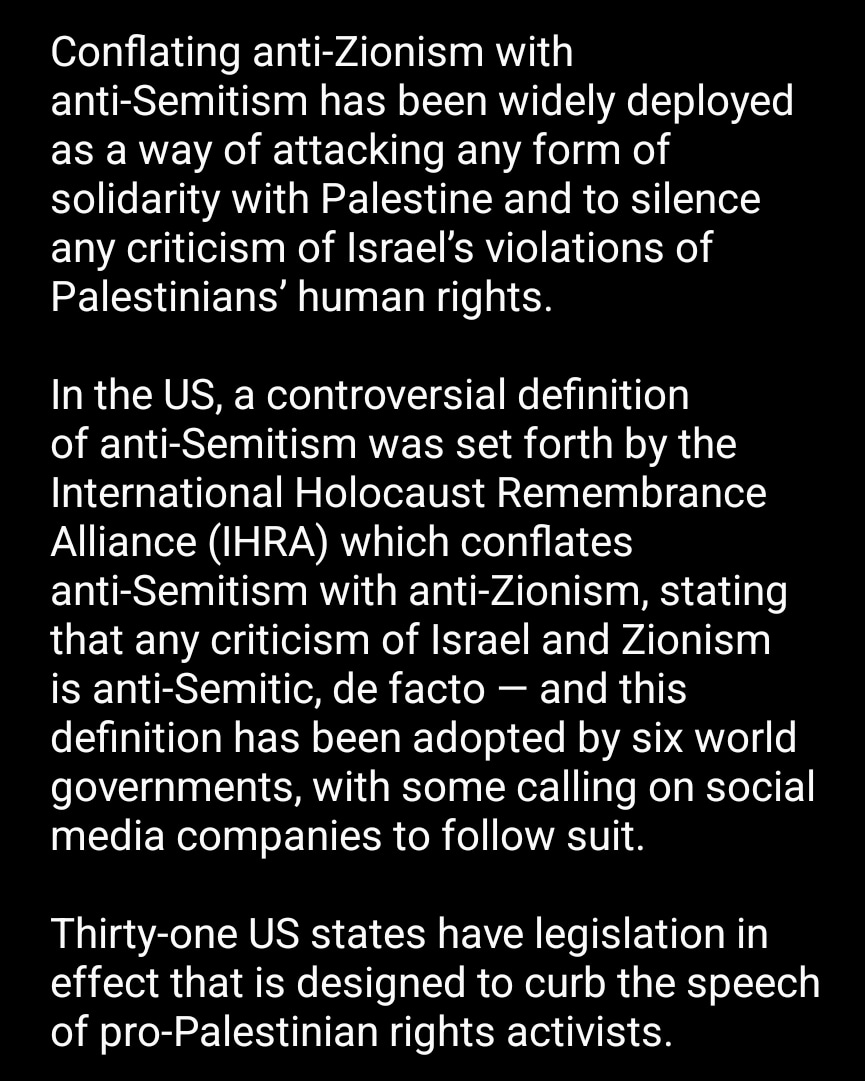 Conflating anti-Zionism with
anti-Semitism has been widely deployed
as a way of attacking any form of
solidarity with Palestine and to silence
any criticism of Israel’s violations of
Palestinians’ human rights.
In the US, a controversial definition
of anti-Semitism was set forth by the
International Holocaust Remembrance
Alliance (IHRA) which conflates
anti-Semitism with anti-Zionism, stating
that any criticism of Israel and Zionism
is anti-Semitic, de facto — and this
definition has been adopted by six world
governments, with some calling on social
media companies to follow suit.
Thirty-one US states have legislation in
effect that is designed to curb the speech
of pro-Palestinian rights activists.